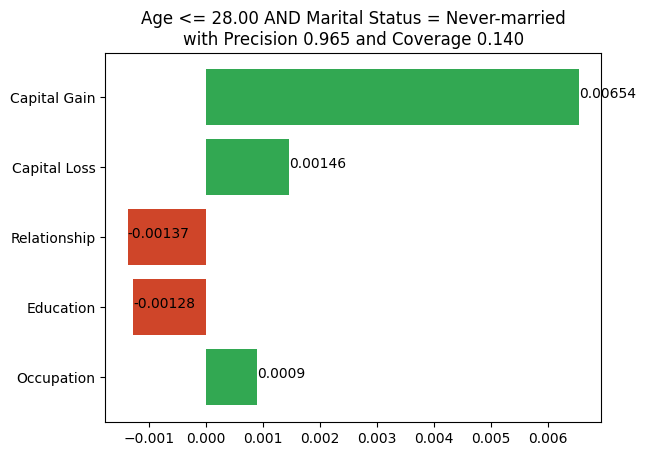 Age <= 28.00 AND Marital Status = Never-married
with Precision 0.965 and Coverage 0.140
Capital Gain
0.00654
Capital Loss
0.00146
Relationship
-0.00137
Education
-0.00128
Occupation
0.0009
−0.001 0.000 0.001 0.002 0.003 0.004 0.005 0.006